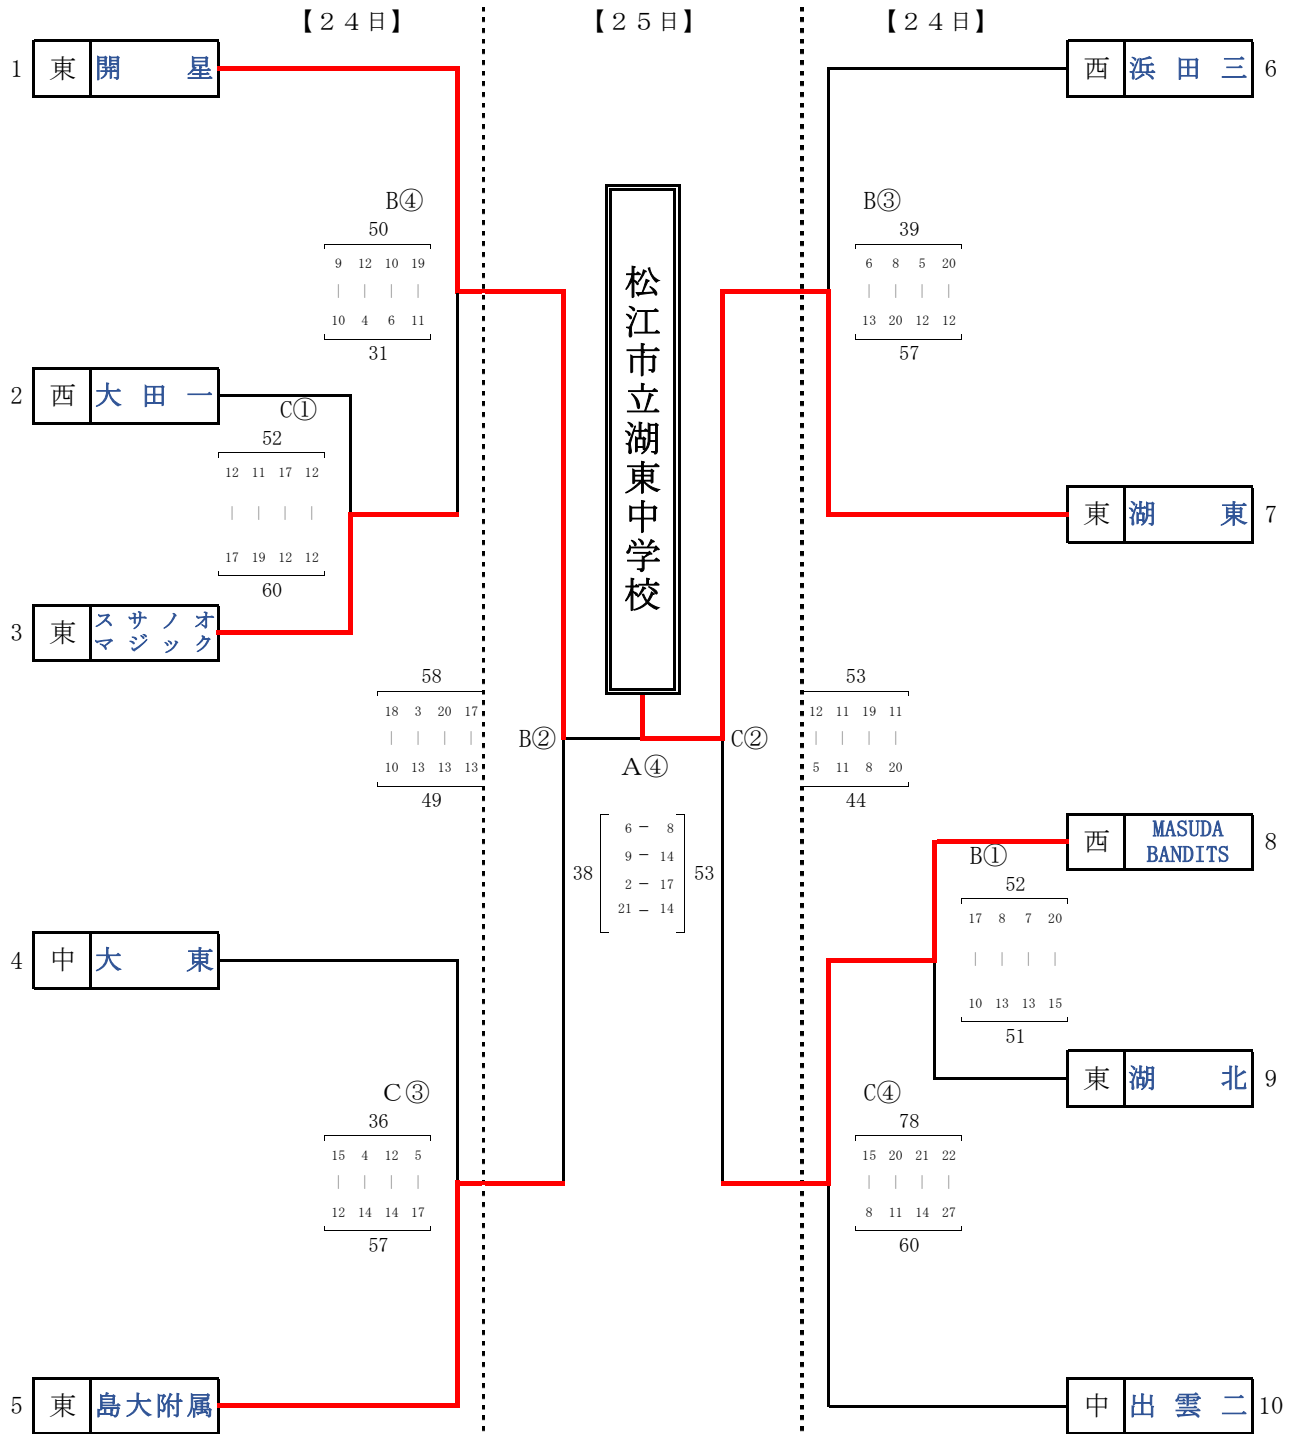 【２４日】 【２５日】 【２４日】
1 東 開 星
西 浜 田 三 6
B④
50
9 12 10 19
| | | |
10 4 6 11
31
B③
39
6 8 5 20
| | | |
13 20 12 12
57
松江市立湖東中学校
2 西 大 田 一
C①
52
12 11 17 12
| | | |
17 19 12 12
60
東 湖 東 7
3 東 スサノオ
マジック
58
18 3 20 17
| | | |
10 13 13 13
49
B②
C②
A④
53
12 11 19 11
| | | |
5 11 8 20
44
38
6 － 8
9 － 14
2 － 17
21 － 14
53
西 MASUDA
BANDITS 8
B①
52
17 8 7 20
| | | |
10 13 13 15
51
4 中 大 東
東 湖 北 9
Ｃ③
36
15 4 12 5
| | | |
12 14 14 17
57
C④
78
15 20 21 22
| | | |
8 11 14 27
60
5 東 島大附属
中 出 雲 二 10